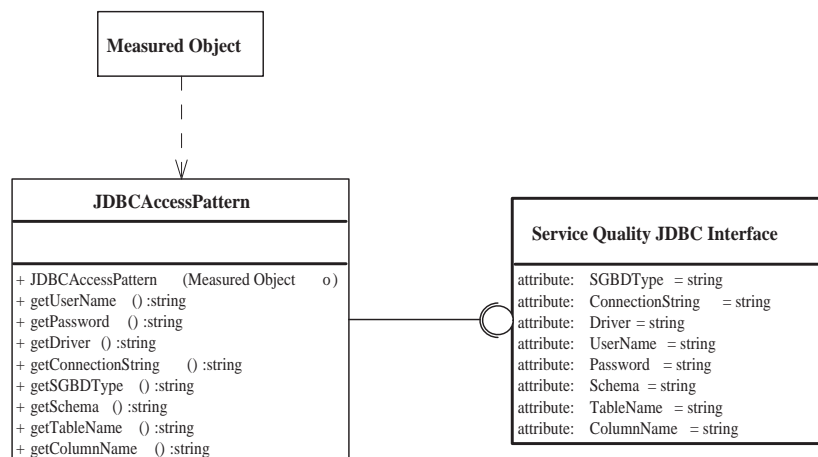 Measured Object
JDBCAccessPattern
+ JDBCAccessPattern (Measured Object o)
+ getUserName () :string
+ getPassword () :string
+ getDriver () :string
+ getConnectionString () :string
+ getSGBDType () :string
+ getSchema () :string
+ getTableName () :string
+ getColumnName () :string
Service Quality JDBC Interface
attribute: SGBDType = string
attribute: ConnectionString = string
attribute: Driver = string
attribute: UserName = string
attribute: Password = string
attribute: Schema = string
attribute: TableName = string
attribute: ColumnName = string